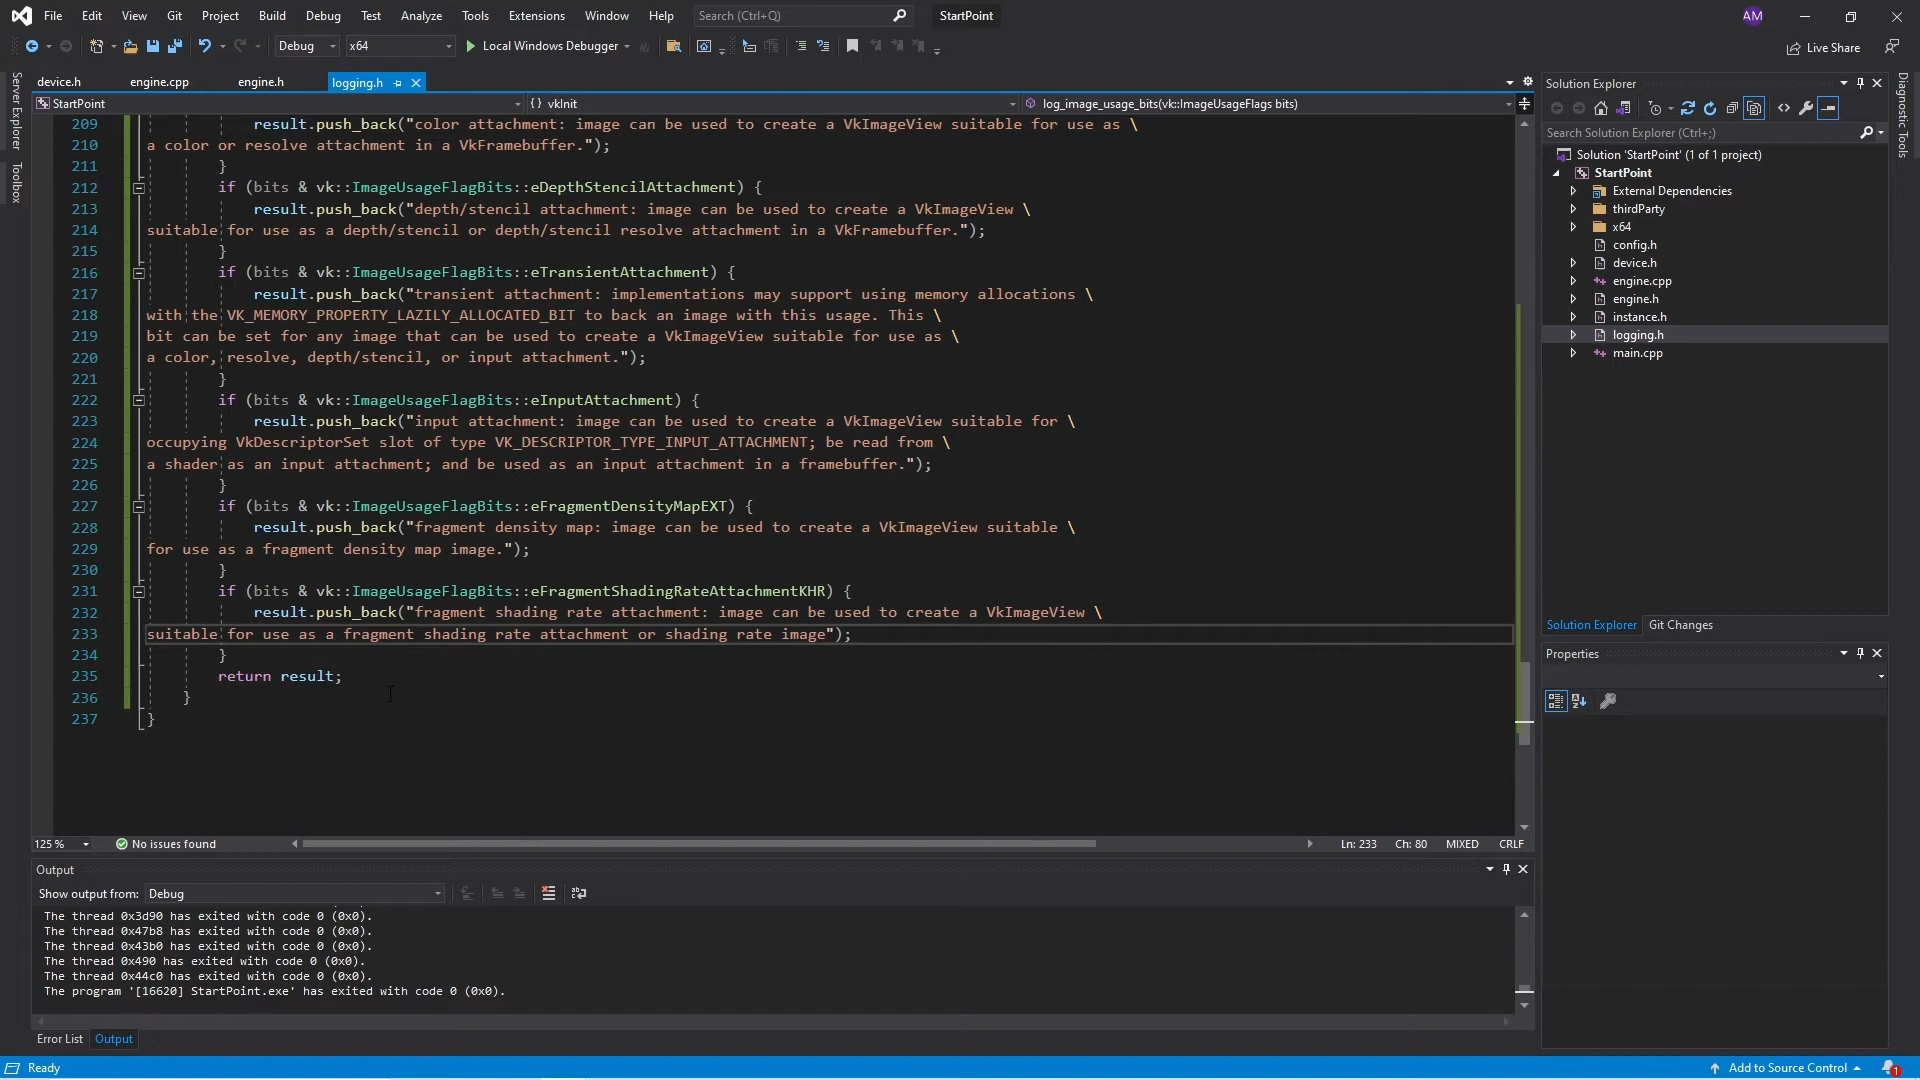 File Edit View Git Project Build Debug Test Analyze Tools Extensions Window Help Search (Ctrl+Q) StartPoint AM
Debug x64 Local Windows Debugger Live Share
Server Explorer
Toolbox
device.h engine.cpp engine.h logging.h
StartPoint {} vkInit log_image_usage_bits(vk::ImageUsageFlags bits)
209 result.push_back("color attachment: image can be used to create a VkImageView suitable for use as \
210 a color or resolve attachment in a VkFramebuffer.");
211 }
212 if (bits & vk::ImageUsageFlagBits::eDepthStencilAttachment) {
213 result.push_back("depth/stencil attachment: image can be used to create a VkImageView \
214 suitable for use as a depth/stencil or depth/stencil resolve attachment in a VkFramebuffer.");
215 }
216 if (bits & vk::ImageUsageFlagBits::eTransientAttachment) {
217 result.push_back("transient attachment: implementations may support using memory allocations \
218 with the VK_MEMORY_PROPERTY_LAZILY_ALLOCATED_BIT to back an image with this usage. This \
219 bit can be set for any image that can be used to create a VkImageView suitable for use as \
220 a color, resolve, depth/stencil, or input attachment.");
221 }
222 if (bits & vk::ImageUsageFlagBits::eInputAttachment) {
223 result.push_back("input attachment: image can be used to create a VkImageView suitable for \
224 occupying VkDescriptorSet slot of type VK_DESCRIPTOR_TYPE_INPUT_ATTACHMENT; be read from \
225 a shader as an input attachment; and be used as an input attachment in a framebuffer.");
226 }
227 if (bits & vk::ImageUsageFlagBits::eFragmentDensityMapEXT) {
228 result.push_back("fragment density map: image can be used to create a VkImageView suitable \
229 for use as a fragment density map image.");
230 }
231 if (bits & vk::ImageUsageFlagBits::eFragmentShadingRateAttachmentKHR) {
232 result.push_back("fragment shading rate attachment: image can be used to create a VkImageView \
233 suitable for use as a fragment shading rate attachment or shading rate image");
234 }
235 return result;
236 }
237 }
125 % No issues found Ln: 233 Ch: 80 MIXED CRLF
Output
Show output from: Debug
The thread 0x3d90 has exited with code 0 (0x0).
The thread 0x47b8 has exited with code 0 (0x0).
The thread 0x43b0 has exited with code 0 (0x0).
The thread 0x490 has exited with code 0 (0x0).
The thread 0x44c0 has exited with code 0 (0x0).
The program '[16620] StartPoint.exe' has exited with code 0 (0x0).
Error List Output
Solution Explorer
Search Solution Explorer (Ctrl+;)
Solution 'StartPoint' (1 of 1 project)
StartPoint
External Dependencies
thirdParty
x64
config.h
device.h
engine.cpp
engine.h
instance.h
logging.h
main.cpp
Solution Explorer Git Changes
Properties
Diagnostic Tools
Ready Add to Source Control 1